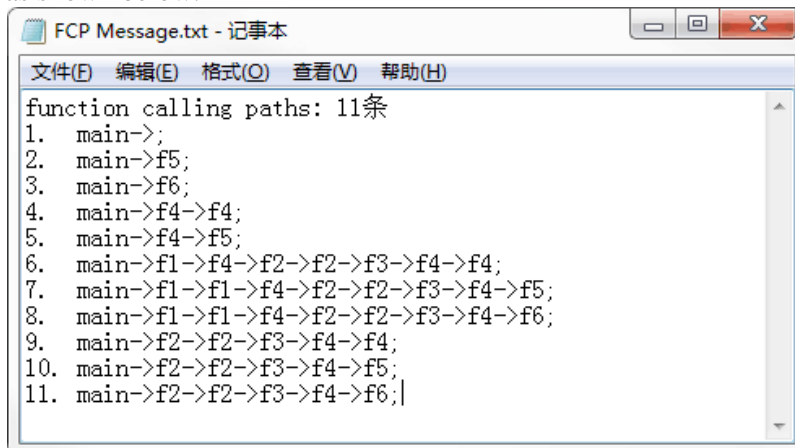 FCP Message.txt - 记事本
文件(F) 编辑(E) 格式(O) 查看(V) 帮助(H)
function calling paths: 11条
1. main->;
2. main->f5;
3. main->f6;
4. main->f4->f4;
5. main->f4->f5;
6. main->f1->f4->f2->f2->f3->f4->f4;
7. main->f1->f1->f4->f2->f2->f3->f4->f5;
8. main->f1->f1->f4->f2->f2->f3->f4->f6;
9. main->f2->f2->f3->f4->f4;
10. main->f2->f2->f3->f4->f5;
11. main->f2->f2->f3->f4->f6;